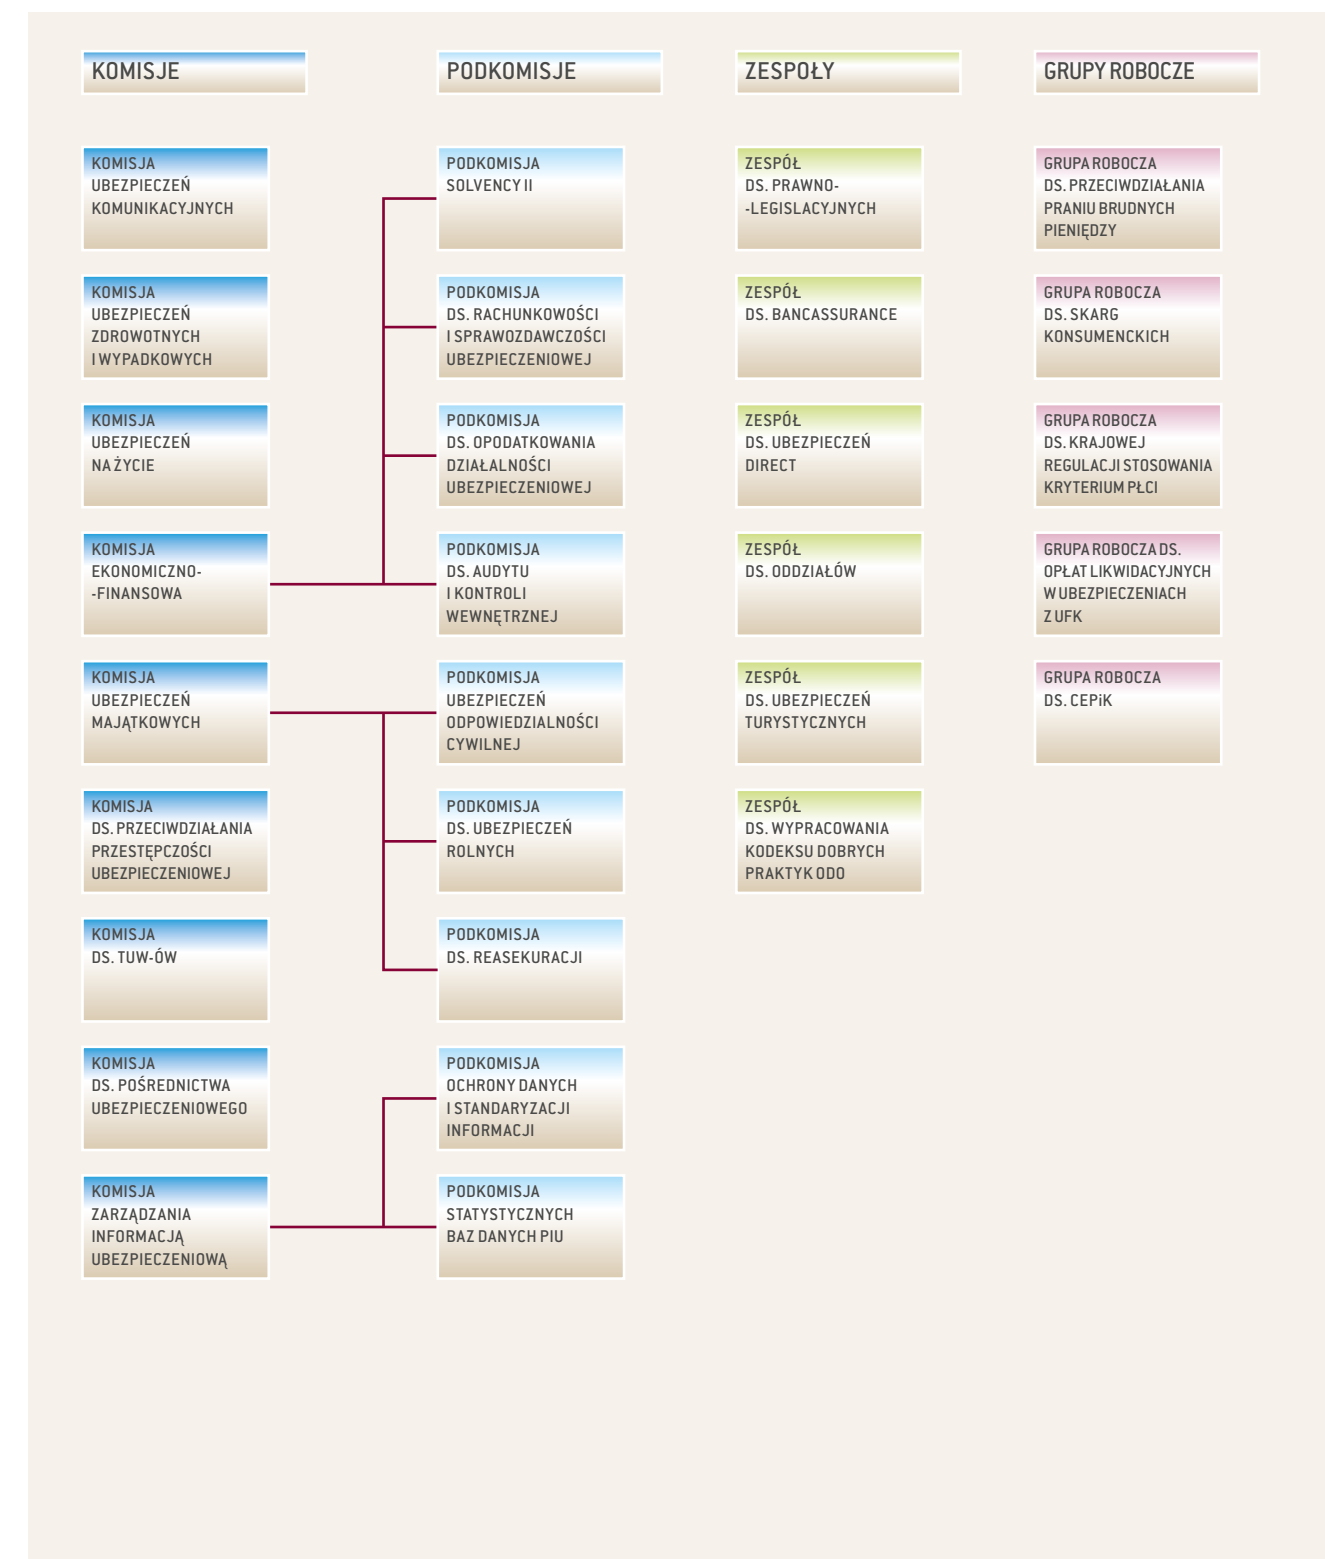 KOMISJE
PODKOMISJE
ZESPOŁY
GRUPY ROBOCZE
KOMISJA
UBEZPIECZEŃ
KOMUNIKACYJNYCH
KOMISJA
UBEZPIECZEŃ
ZDROWOTNYCH
I WYPADKOWYCH
KOMISJA
UBEZPIECZEŃ
NA ŻYCIE
KOMISJA
EKONOMICZNO-
-FINANSOWA
KOMISJA
UBEZPIECZEŃ
MAJĄTKOWYCH
KOMISJA
DS. PRZECIWDZIAŁANIA
PRZESTĘPCZOŚCI
UBEZPIECZENIOWEJ
KOMISJA
DS. TUW-ÓW
KOMISJA
DS. POŚREDNICTWA
UBEZPIECZENIOWEGO
KOMISJA
ZARZĄDZANIA
INFORMACJĄ
UBEZPIECZENIOWĄ
PODKOMISJA
SOLVENCY II
PODKOMISJA
DS. RACHUNKOWOŚCI
I SPRAWOZDAWCZOŚCI
UBEZPIECZENIOWEJ
PODKOMISJA
DS. OPODATKOWANIA
DZIAŁALNOŚCI
UBEZPIECZENIOWEJ
PODKOMISJA
DS. AUDYTU
I KONTROLI
WEWNĘTRZNEJ
PODKOMISJA
UBEZPIECZEŃ
ODPOWIEDZIALNOŚCI
CYWILNEJ
PODKOMISJA
DS. UBEZPIECZEŃ
ROLNYCH
PODKOMISJA
DS. REASEKURACJI
PODKOMISJA
OCHRONY DANYCH
I STANDARYZACJI
INFORMACJI
PODKOMISJA
STATYSTYCZNYCH
BAZ DANYCH PIU
ZESPÓŁ
DS. PRAWNO-
-LEGISLACYJNYCH
ZESPÓŁ
DS. BANCASSURANCE
ZESPÓŁ
DS. UBEZPIECZEŃ
DIRECT
ZESPÓŁ
DS. ODDZIAŁÓW
ZESPÓŁ
DS. UBEZPIECZEŃ
TURYSTYCZNYCH
ZESPÓŁ
DS. WYPRACOWANIA
KODEKSU DOBRYCH
PRAKTYK ODO
GRUPA ROBOCZA
DS. PRZECIWDZIAŁANIA
PRANIU BRUDNYCH
PIENIĘDZY
GRUPA ROBOCZA
DS. SKARG
KONSUMENCKICH
GRUPA ROBOCZA
DS. KRAJOWEJ
REGULACJI STOSOWANIA
KRYTERIUM PŁCI
GRUPA ROBOCZA DS.
OPŁAT LIKWIDACYJNYCH
W UBEZPIECZENIACH
Z UFK
GRUPA ROBOCZA
DS. CEPiK